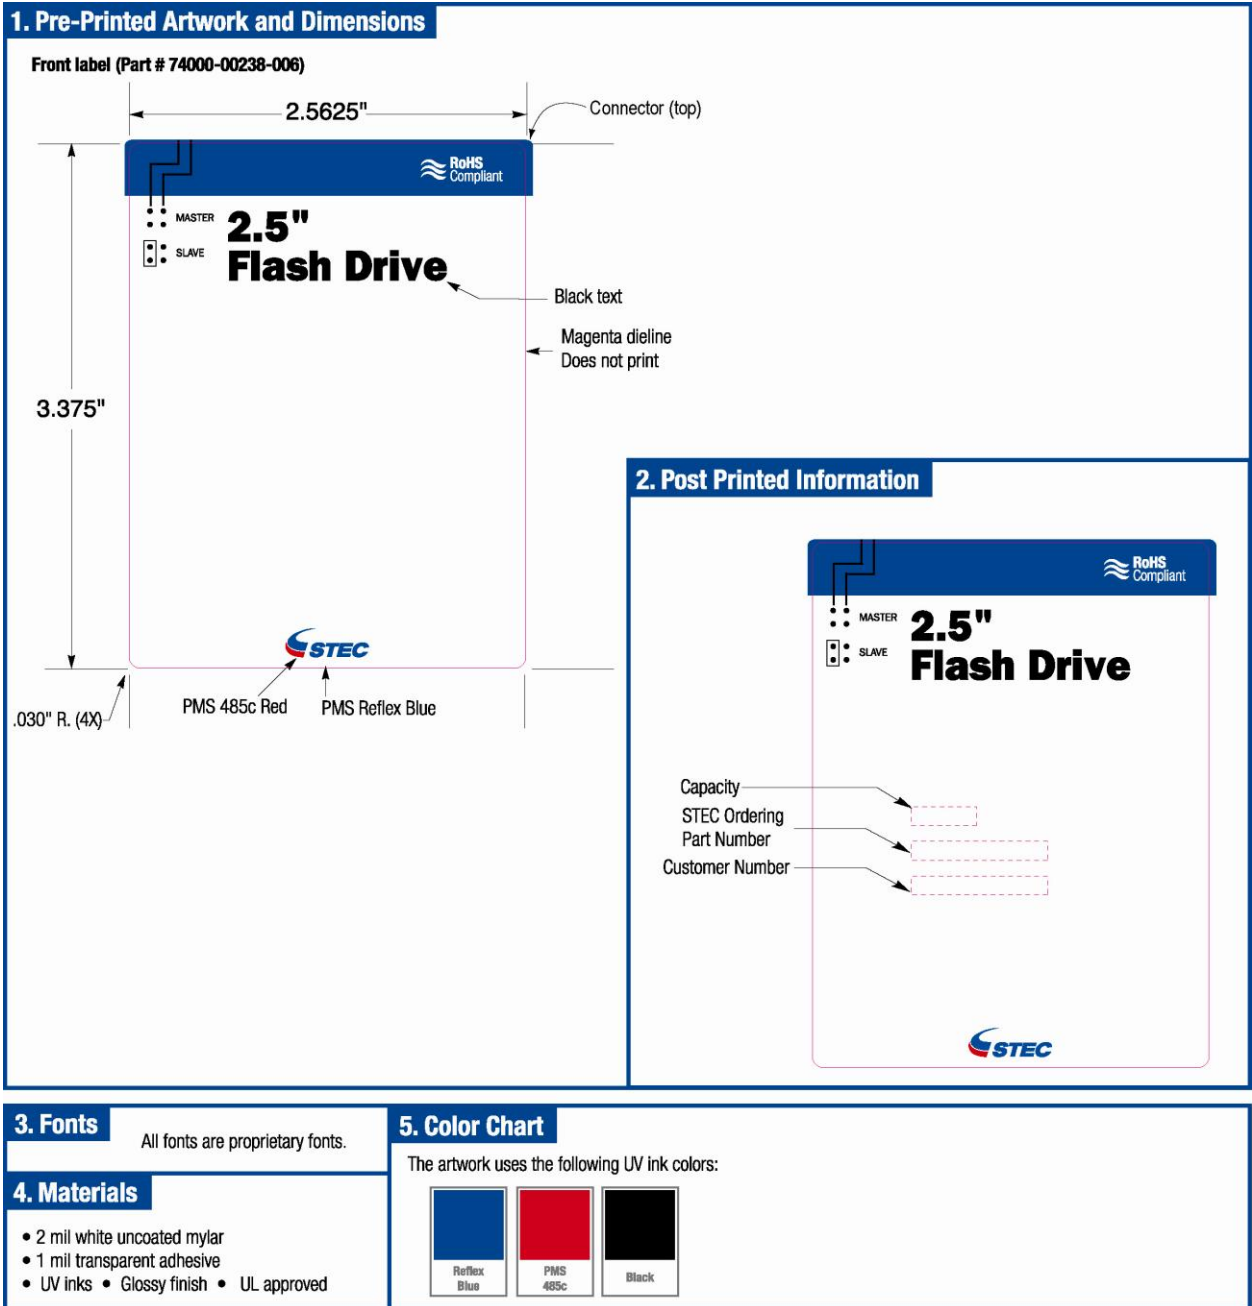 1. Pre-Printed Artwork and Dimensions
Front label (Part # 74000-00238-006)
2.5625"
Connector (top)
RoHS
Compliant
MASTER
SLAVE
2.5"
Flash Drive
Black text
Magenta dieline
Does not print
3.375"
STEC
PMS 485c Red
PMS Reflex Blue
.030" R. (4X)
2. Post Printed Information
RoHS
Compliant
MASTER
SLAVE
2.5"
Flash Drive
Capacity
STEC Ordering
Part Number
Customer Number
STEC
3. Fonts
All fonts are proprietary fonts.
4. Materials
• 2 mil white uncoated mylar
• 1 mil transparent adhesive
• UV inks • Glossy finish • UL approved
5. Color Chart
The artwork uses the following UV ink colors:
Reflex
Blue
PMS
485c
Black